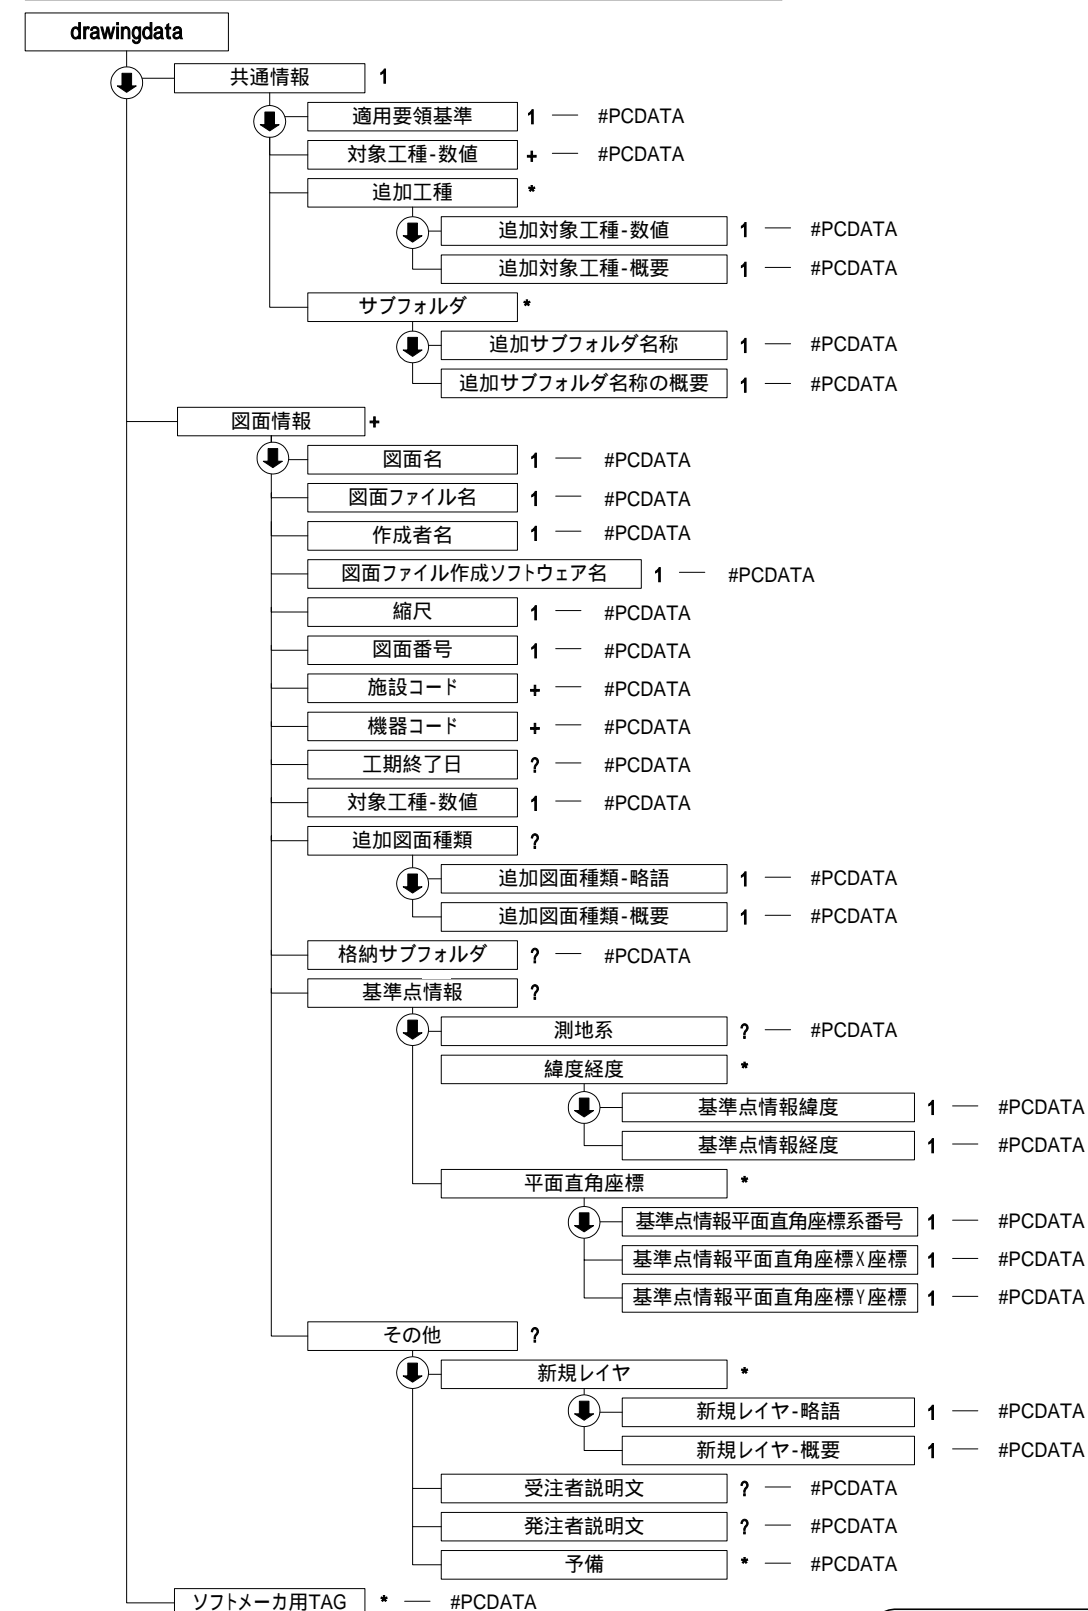 drawingdata
共通情報 1
適用要領基準 1 — #PCDATA
対象工種-数値 + — #PCDATA
追加工種 *
追加対象工種-数値 1 — #PCDATA
追加対象工種-概要 1 — #PCDATA
サブフォルダ *
追加サブフォルダ名称 1 — #PCDATA
追加サブフォルダ名称の概要 1 — #PCDATA
図面情報 +
図面名 1 — #PCDATA
図面ファイル名 1 — #PCDATA
作成者名 1 — #PCDATA
図面ファイル作成ソフトウェア名 1 — #PCDATA
縮尺 1 — #PCDATA
図面番号 1 — #PCDATA
施設コード + — #PCDATA
機器コード + — #PCDATA
工期終了日 ? — #PCDATA
対象工種-数値 1 — #PCDATA
追加図面種類 ?
追加図面種類-略語 1 — #PCDATA
追加図面種類-概要 1 — #PCDATA
格納サブフォルダ ? — #PCDATA
基準点情報 ?
測地系 ? — #PCDATA
緯度経度 *
基準点情報緯度 1 — #PCDATA
基準点情報経度 1 — #PCDATA
平面直角座標 *
基準点情報平面直角座標系番号 1 — #PCDATA
基準点情報平面直角座標X座標 1 — #PCDATA
基準点情報平面直角座標Y座標 1 — #PCDATA
その他 ?
新規レイヤ *
新規レイヤ-略語 1 — #PCDATA
新規レイヤ-概要 1 — #PCDATA
受注者説明文 ? — #PCDATA
発注者説明文 ? — #PCDATA
予備 * — #PCDATA
ソフトメーカ用TAG * — #PCDATA